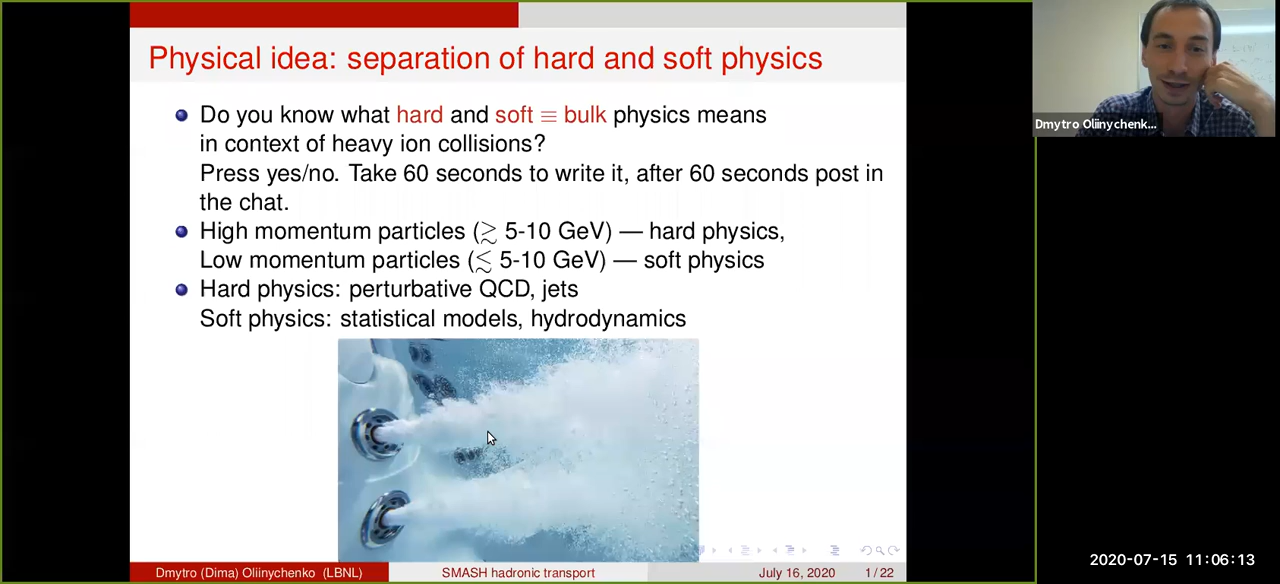 Physical idea: separation of hard and soft physics
Do you know what hard and soft ≡ bulk physics means
in context of heavy ion collisions?
Press yes/no. Take 60 seconds to write it, after 60 seconds post in
the chat.
High momentum particles (≳ 5-10 GeV) — hard physics,
Low momentum particles (≲ 5-10 GeV) — soft physics
Hard physics: perturbative QCD, jets
Soft physics: statistical models, hydrodynamics
Dmytro (Dima) Oliinychenko (LBNL) SMASH hadronic transport July 16, 2020 1 / 22
Dmytro Oliinychenk...
2020-07-15 11:06:13